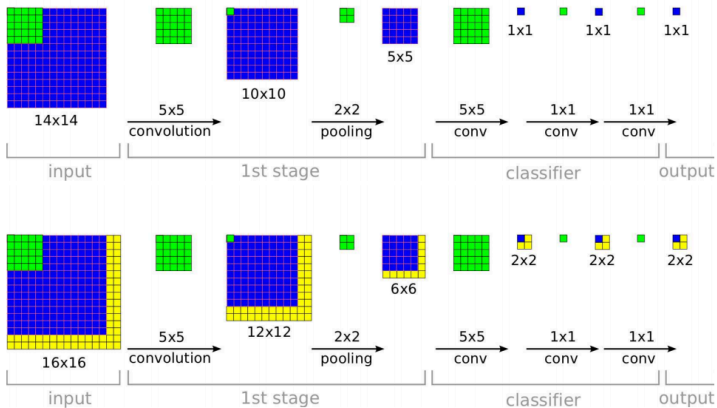 1x1 1x1 1x1
5x5
10x10
14x14
5x5 2x2 5x5 1x1 1x1
convolution pooling conv conv conv
input 1st stage classifier output
2x2 2x2 2x2
6x6
12x12
16x16
5x5 2x2 5x5 1x1 1x1
convolution pooling conv conv conv
input 1st stage classifier output